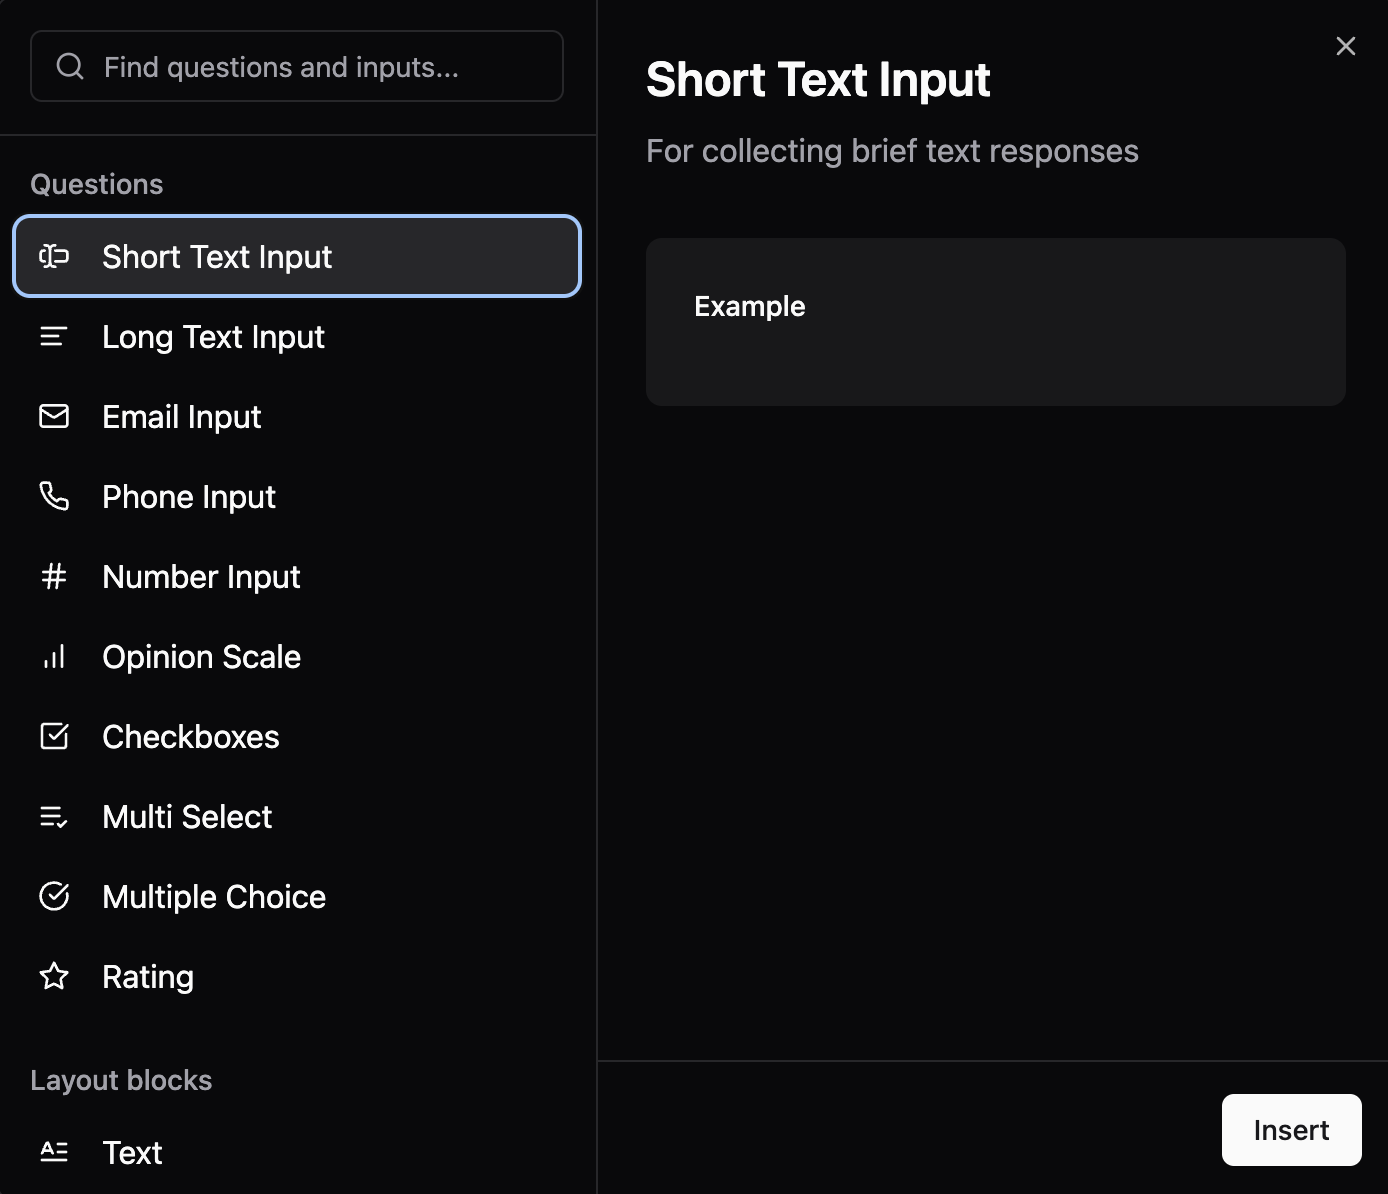 Find questions and inputs...
Questions
Short Text Input
Long Text Input
Email Input
Phone Input
Number Input
Opinion Scale
Checkboxes
Multi Select
Multiple Choice
Rating
Layout blocks
Text
Short Text Input
For collecting brief text responses
Example
Insert